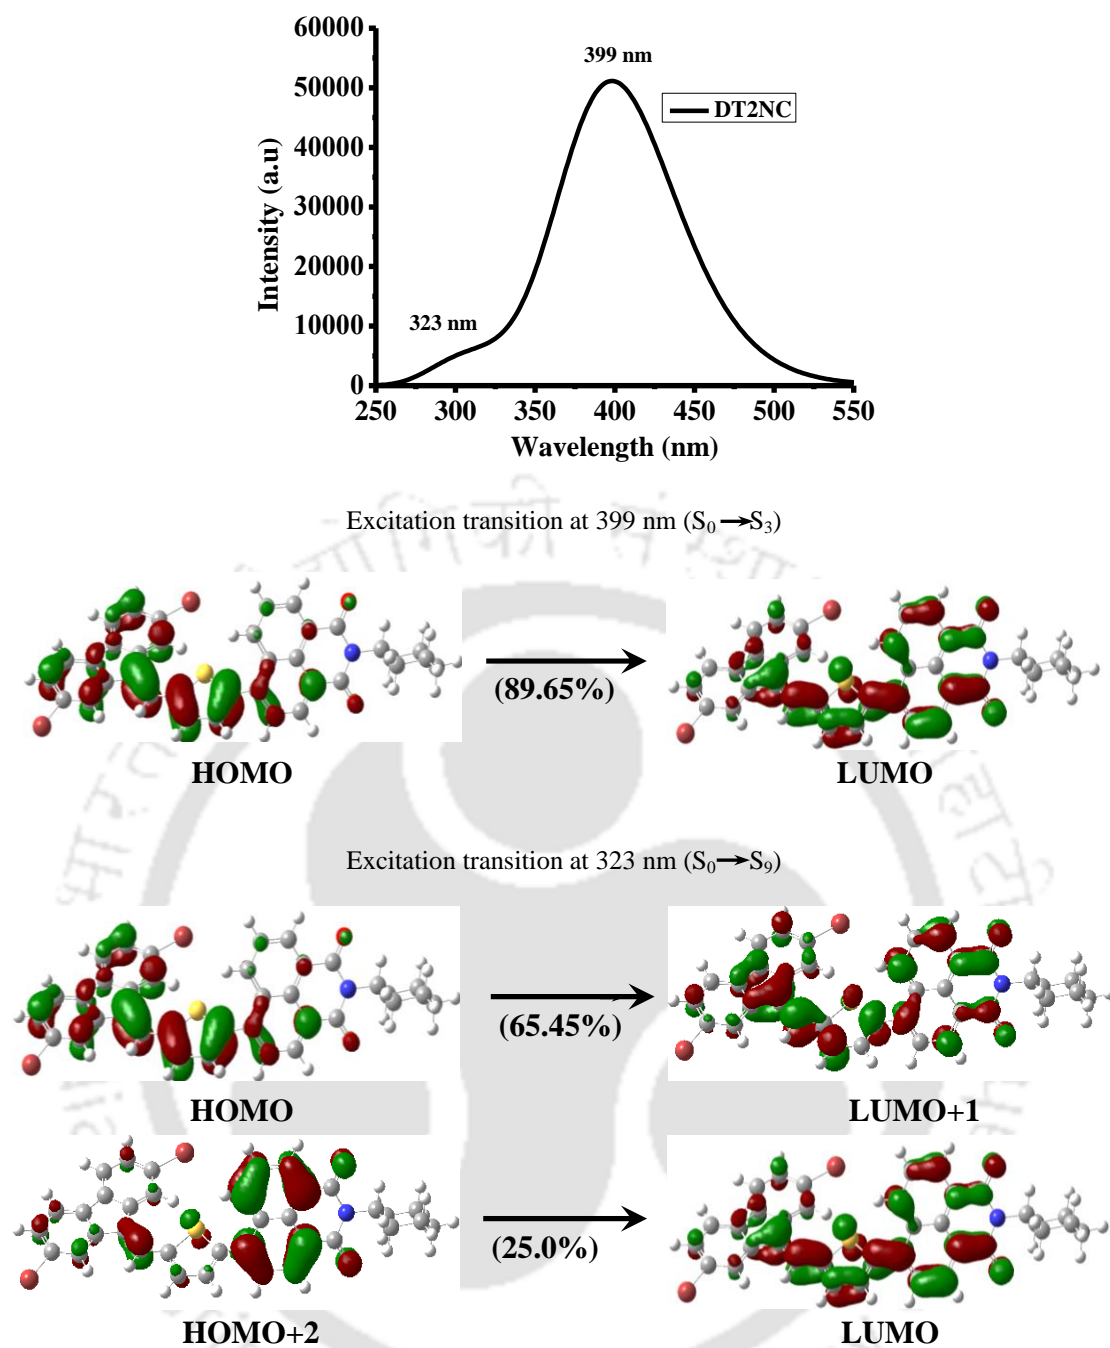 60000
50000
40000
30000
20000
10000
0
Intensity (a.u)
399 nm
DT2NC
323 nm
250 300 350 400 450 500 550
Wavelength (nm)
Excitation transition at 399 nm (S₀→S₃)
(89.65%)
HOMO LUMO
Excitation transition at 323 nm (S₀→S₉)
(65.45%)
HOMO LUMO+1
(25.0%)
HOMO+2 LUMO